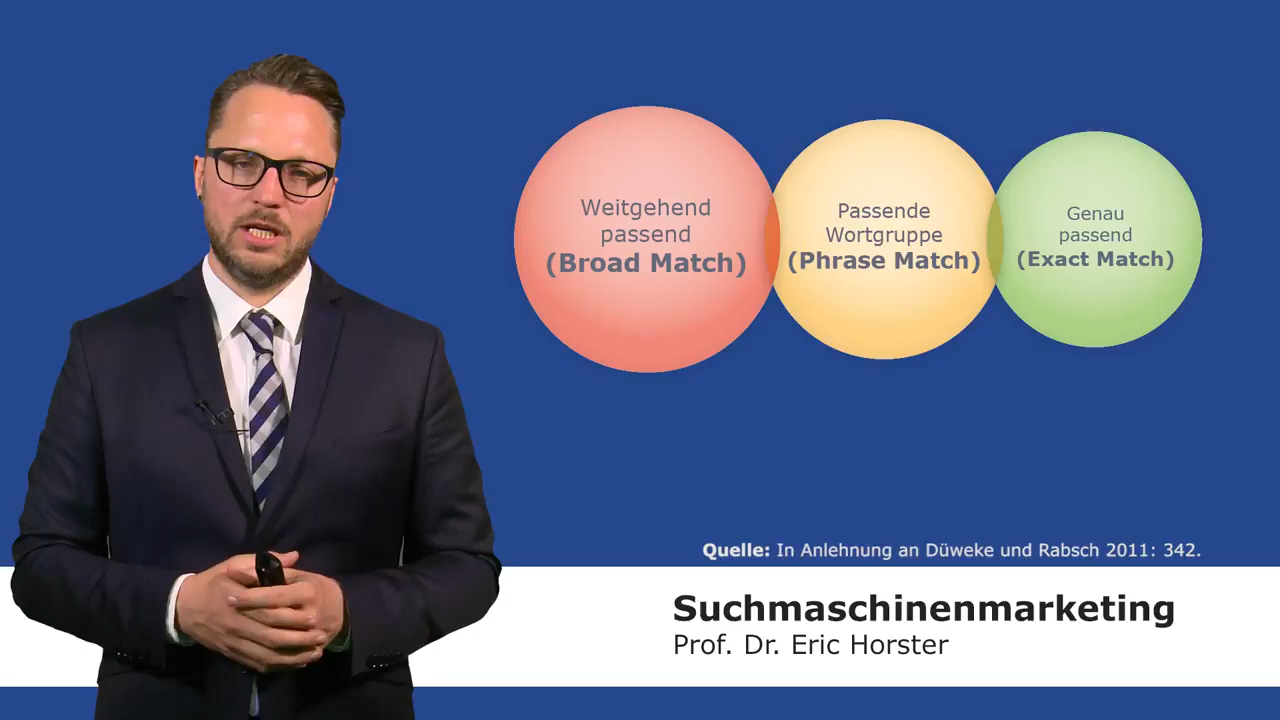 Weitgehend
passend
(Broad Match)
Passende
Wortgruppe
(Phrase Match)
Genau
passend
(Exact Match)
Quelle: In Anlehnung an Düweke und Rabsch 2011: 342.
Suchmaschinenmarketing
Prof. Dr. Eric Horster